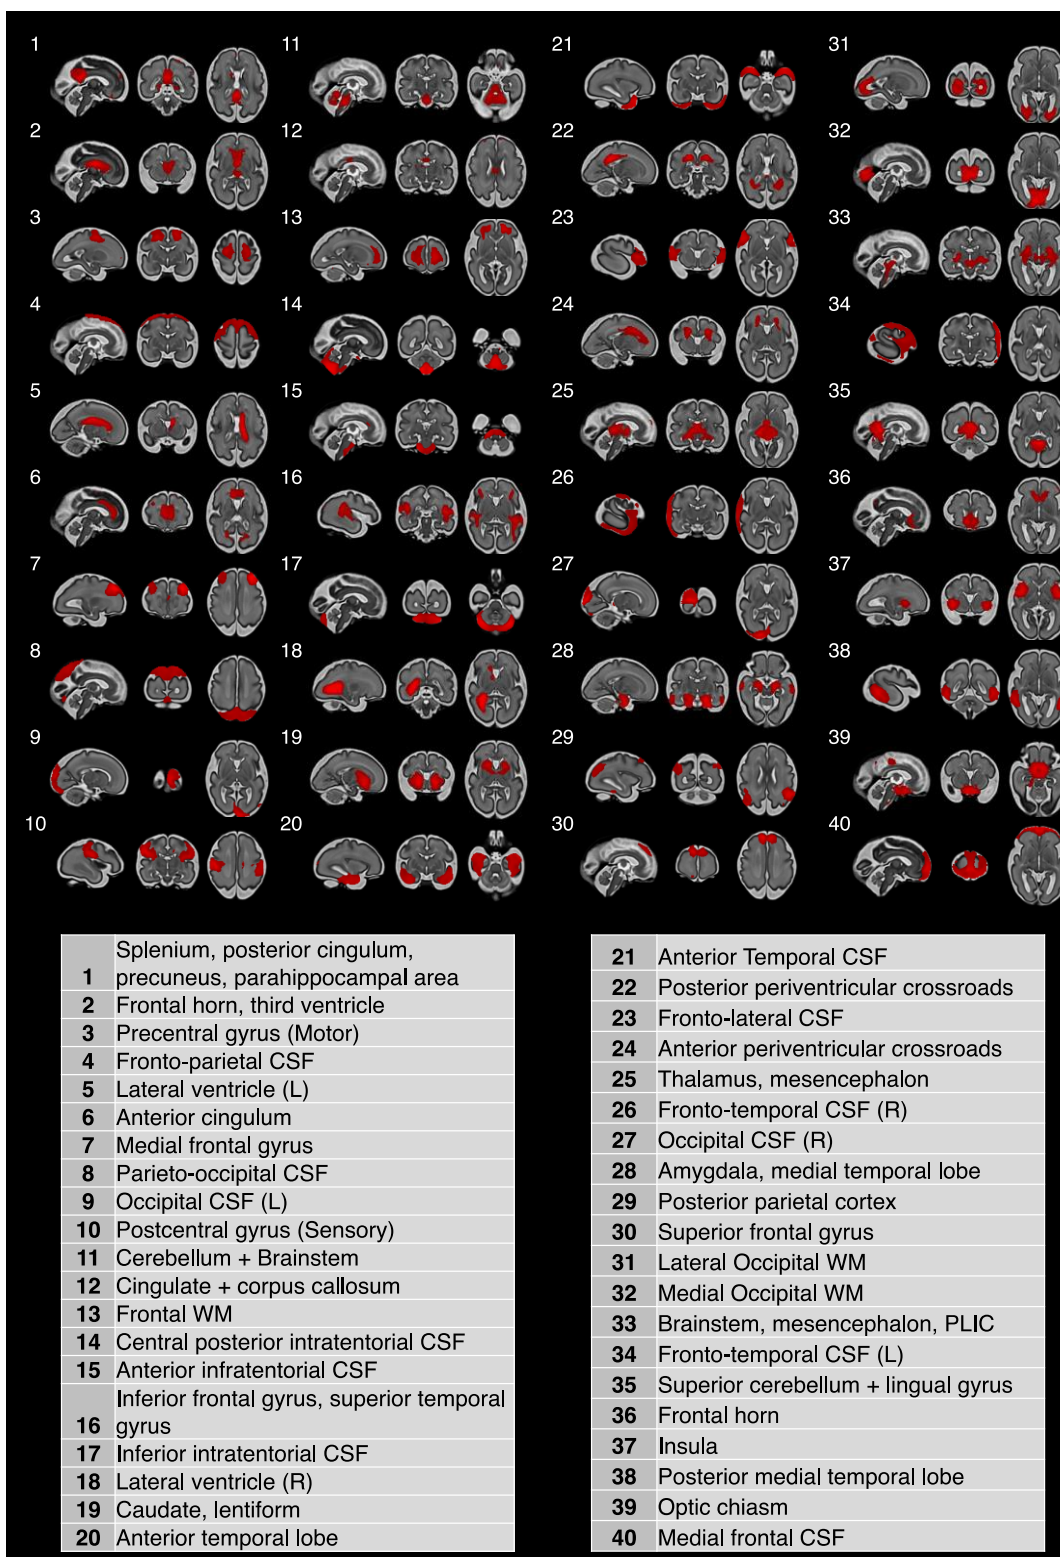 1
11
21
31
2
12
22
32
3
13
23
33
4
14
24
34
5
15
25
35
6
16
26
36
7
17
27
37
8
18
28
38
9
19
29
39
10
20
30
40
1 Splenium, posterior cingulum,
precuneus, parahippocampal area
2 Frontal horn, third ventricle
3 Precentral gyrus (Motor)
4 Fronto-parietal CSF
5 Lateral ventricle (L)
6 Anterior cingulum
7 Medial frontal gyrus
8 Parieto-occipital CSF
9 Occipital CSF (L)
10 Postcentral gyrus (Sensory)
11 Cerebellum + Brainstem
12 Cingulate + corpus callosum
13 Frontal WM
14 Central posterior intratentorial CSF
15 Anterior infratentorial CSF
16 Inferior frontal gyrus, superior temporal
gyrus
17 Inferior intratentorial CSF
18 Lateral ventricle (R)
19 Caudate, lentiform
20 Anterior temporal lobe
21 Anterior Temporal CSF
22 Posterior periventricular crossroads
23 Fronto-lateral CSF
24 Anterior periventricular crossroads
25 Thalamus, mesencephalon
26 Fronto-temporal CSF (R)
27 Occipital CSF (R)
28 Amygdala, medial temporal lobe
29 Posterior parietal cortex
30 Superior frontal gyrus
31 Lateral Occipital WM
32 Medial Occipital WM
33 Brainstem, mesencephalon, PLIC
34 Fronto-temporal CSF (L)
35 Superior cerebellum + lingual gyrus
36 Frontal horn
37 Insula
38 Posterior medial temporal lobe
39 Optic chiasm
40 Medial frontal CSF